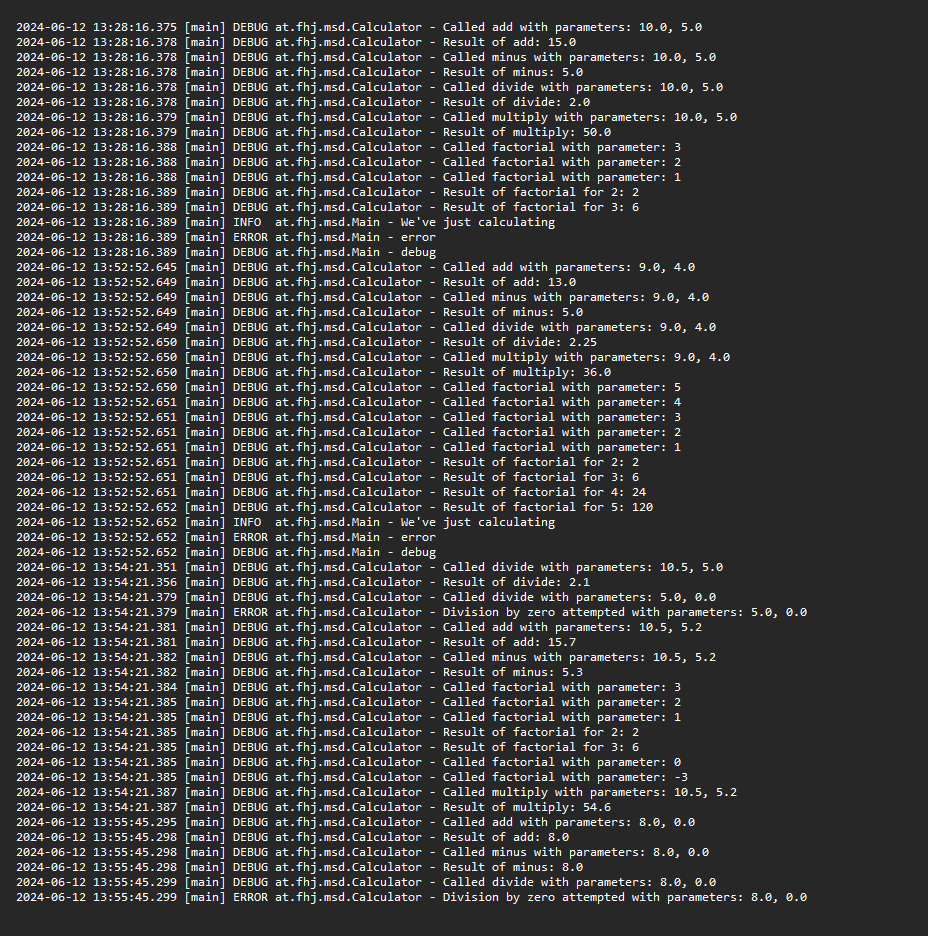 2024-06-12 13:28:16.375 [main] DEBUG at.fhj.msd.Calculator - Called add with parameters: 10.0, 5.0
2024-06-12 13:28:16.378 [main] DEBUG at.fhj.msd.Calculator - Result of add: 15.0
2024-06-12 13:28:16.378 [main] DEBUG at.fhj.msd.Calculator - Called minus with parameters: 10.0, 5.0
2024-06-12 13:28:16.378 [main] DEBUG at.fhj.msd.Calculator - Result of minus: 5.0
2024-06-12 13:28:16.378 [main] DEBUG at.fhj.msd.Calculator - Called divide with parameters: 10.0, 5.0
2024-06-12 13:28:16.378 [main] DEBUG at.fhj.msd.Calculator - Result of divide: 2.0
2024-06-12 13:28:16.379 [main] DEBUG at.fhj.msd.Calculator - Called multiply with parameters: 10.0, 5.0
2024-06-12 13:28:16.379 [main] DEBUG at.fhj.msd.Calculator - Result of multiply: 50.0
2024-06-12 13:28:16.388 [main] DEBUG at.fhj.msd.Calculator - Called factorial with parameter: 3
2024-06-12 13:28:16.388 [main] DEBUG at.fhj.msd.Calculator - Called factorial with parameter: 2
2024-06-12 13:28:16.388 [main] DEBUG at.fhj.msd.Calculator - Called factorial with parameter: 1
2024-06-12 13:28:16.389 [main] DEBUG at.fhj.msd.Calculator - Result of factorial for 2: 2
2024-06-12 13:28:16.389 [main] DEBUG at.fhj.msd.Calculator - Result of factorial for 3: 6
2024-06-12 13:28:16.389 [main] INFO  at.fhj.msd.Main - We've just calculating
2024-06-12 13:28:16.389 [main] ERROR at.fhj.msd.Main - error
2024-06-12 13:28:16.389 [main] DEBUG at.fhj.msd.Main - debug
2024-06-12 13:52:52.645 [main] DEBUG at.fhj.msd.Calculator - Called add with parameters: 9.0, 4.0
2024-06-12 13:52:52.649 [main] DEBUG at.fhj.msd.Calculator - Result of add: 13.0
2024-06-12 13:52:52.649 [main] DEBUG at.fhj.msd.Calculator - Called minus with parameters: 9.0, 4.0
2024-06-12 13:52:52.649 [main] DEBUG at.fhj.msd.Calculator - Result of minus: 5.0
2024-06-12 13:52:52.649 [main] DEBUG at.fhj.msd.Calculator - Called divide with parameters: 9.0, 4.0
2024-06-12 13:52:52.650 [main] DEBUG at.fhj.msd.Calculator - Result of divide: 2.25
2024-06-12 13:52:52.650 [main] DEBUG at.fhj.msd.Calculator - Called multiply with parameters: 9.0, 4.0
2024-06-12 13:52:52.650 [main] DEBUG at.fhj.msd.Calculator - Result of multiply: 36.0
2024-06-12 13:52:52.650 [main] DEBUG at.fhj.msd.Calculator - Called factorial with parameter: 5
2024-06-12 13:52:52.651 [main] DEBUG at.fhj.msd.Calculator - Called factorial with parameter: 4
2024-06-12 13:52:52.651 [main] DEBUG at.fhj.msd.Calculator - Called factorial with parameter: 3
2024-06-12 13:52:52.651 [main] DEBUG at.fhj.msd.Calculator - Called factorial with parameter: 2
2024-06-12 13:52:52.651 [main] DEBUG at.fhj.msd.Calculator - Called factorial with parameter: 1
2024-06-12 13:52:52.651 [main] DEBUG at.fhj.msd.Calculator - Result of factorial for 2: 2
2024-06-12 13:52:52.651 [main] DEBUG at.fhj.msd.Calculator - Result of factorial for 3: 6
2024-06-12 13:52:52.651 [main] DEBUG at.fhj.msd.Calculator - Result of factorial for 4: 24
2024-06-12 13:52:52.652 [main] DEBUG at.fhj.msd.Calculator - Result of factorial for 5: 120
2024-06-12 13:52:52.652 [main] INFO  at.fhj.msd.Main - We've just calculating
2024-06-12 13:52:52.652 [main] ERROR at.fhj.msd.Main - error
2024-06-12 13:52:52.652 [main] DEBUG at.fhj.msd.Main - debug
2024-06-12 13:54:21.351 [main] DEBUG at.fhj.msd.Calculator - Called divide with parameters: 10.5, 5.0
2024-06-12 13:54:21.356 [main] DEBUG at.fhj.msd.Calculator - Result of divide: 2.1
2024-06-12 13:54:21.379 [main] DEBUG at.fhj.msd.Calculator - Called divide with parameters: 5.0, 0.0
2024-06-12 13:54:21.379 [main] ERROR at.fhj.msd.Calculator - Division by zero attempted with parameters: 5.0, 0.0
2024-06-12 13:54:21.381 [main] DEBUG at.fhj.msd.Calculator - Called add with parameters: 10.5, 5.2
2024-06-12 13:54:21.381 [main] DEBUG at.fhj.msd.Calculator - Result of add: 15.7
2024-06-12 13:54:21.382 [main] DEBUG at.fhj.msd.Calculator - Called minus with parameters: 10.5, 5.2
2024-06-12 13:54:21.382 [main] DEBUG at.fhj.msd.Calculator - Result of minus: 5.3
2024-06-12 13:54:21.384 [main] DEBUG at.fhj.msd.Calculator - Called factorial with parameter: 3
2024-06-12 13:54:21.385 [main] DEBUG at.fhj.msd.Calculator - Called factorial with parameter: 2
2024-06-12 13:54:21.385 [main] DEBUG at.fhj.msd.Calculator - Called factorial with parameter: 1
2024-06-12 13:54:21.385 [main] DEBUG at.fhj.msd.Calculator - Result of factorial for 2: 2
2024-06-12 13:54:21.385 [main] DEBUG at.fhj.msd.Calculator - Result of factorial for 3: 6
2024-06-12 13:54:21.385 [main] DEBUG at.fhj.msd.Calculator - Called factorial with parameter: 0
2024-06-12 13:54:21.385 [main] DEBUG at.fhj.msd.Calculator - Called factorial with parameter: -3
2024-06-12 13:54:21.387 [main] DEBUG at.fhj.msd.Calculator - Called multiply with parameters: 10.5, 5.2
2024-06-12 13:54:21.387 [main] DEBUG at.fhj.msd.Calculator - Result of multiply: 54.6
2024-06-12 13:55:45.295 [main] DEBUG at.fhj.msd.Calculator - Called add with parameters: 8.0, 0.0
2024-06-12 13:55:45.298 [main] DEBUG at.fhj.msd.Calculator - Result of add: 8.0
2024-06-12 13:55:45.298 [main] DEBUG at.fhj.msd.Calculator - Called minus with parameters: 8.0, 0.0
2024-06-12 13:55:45.298 [main] DEBUG at.fhj.msd.Calculator - Result of minus: 8.0
2024-06-12 13:55:45.299 [main] DEBUG at.fhj.msd.Calculator - Called divide with parameters: 8.0, 0.0
2024-06-12 13:55:45.299 [main] ERROR at.fhj.msd.Calculator - Division by zero attempted with parameters: 8.0, 0.0